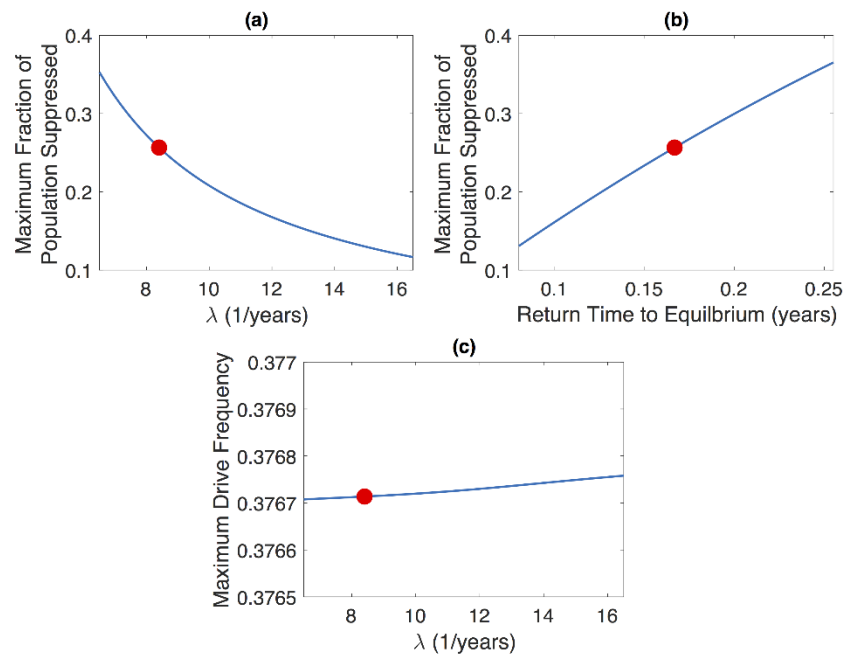 (a)
Maximum Fraction of
Population Suppressed
0.4
0.3
0.2
0.1
8
10
12
14
16
λ (1/years)
(b)
Maximum Fraction of
Population Suppressed
0.4
0.3
0.2
0.1
0.1
0.15
0.2
0.25
Return Time to Equilbrium (years)
(c)
Maximum Drive Frequency
0.377
0.3769
0.3768
0.3767
0.3766
0.3765
8
10
12
14
16
λ (1/years)